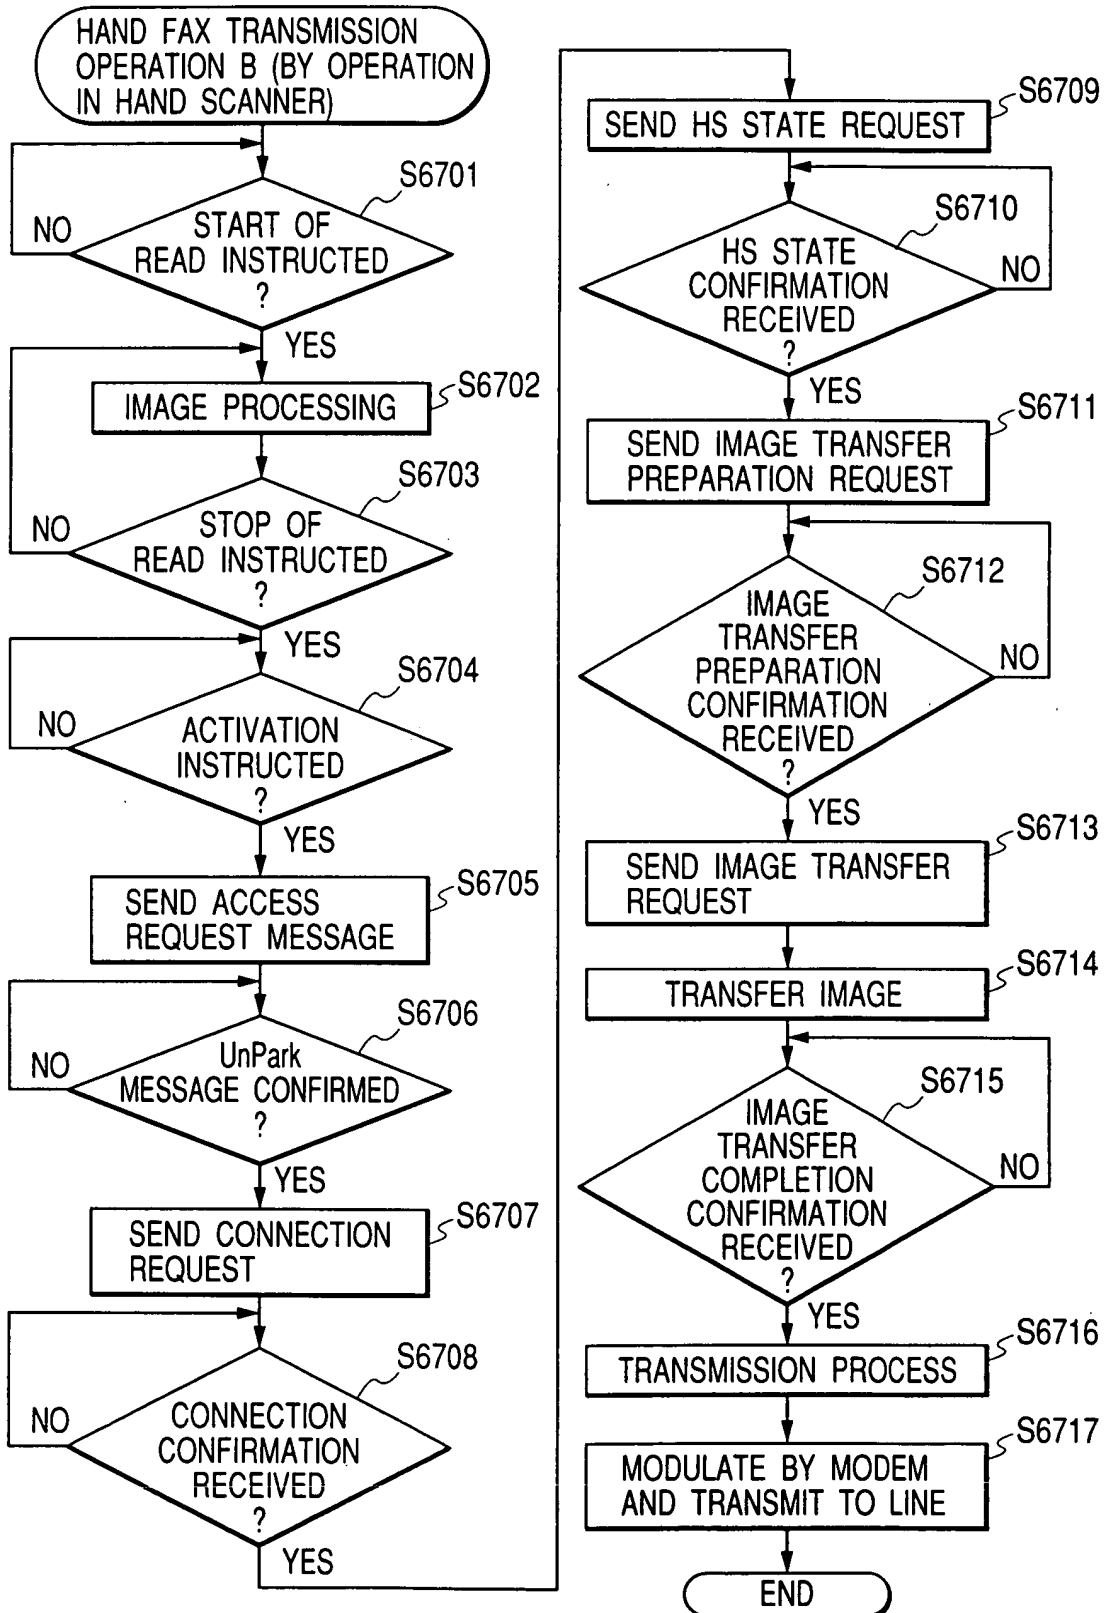 HAND FAX TRANSMISSION
OPERATION B (BY OPERATION
IN HAND SCANNER)
S6701
START OF
READ INSTRUCTED
?
NO
YES
S6702
IMAGE PROCESSING
S6703
STOP OF
READ INSTRUCTED
?
NO
YES
S6704
ACTIVATION
INSTRUCTED
?
NO
YES
S6705
SEND ACCESS
REQUEST MESSAGE
S6706
UnPark
MESSAGE CONFIRMED
?
NO
YES
S6707
SEND CONNECTION
REQUEST
S6708
CONNECTION
CONFIRMATION
RECEIVED
?
NO
YES
S6709
SEND HS STATE REQUEST
S6710
HS STATE
CONFIRMATION
RECEIVED
?
NO
YES
S6711
SEND IMAGE TRANSFER
PREPARATION REQUEST
S6712
IMAGE
TRANSFER
PREPARATION
CONFIRMATION
RECEIVED
?
NO
YES
S6713
SEND IMAGE TRANSFER
REQUEST
S6714
TRANSFER IMAGE
S6715
IMAGE
TRANSFER
COMPLETION
CONFIRMATION
RECEIVED
?
NO
YES
S6716
TRANSMISSION PROCESS
S6717
MODULATE BY MODEM
AND TRANSMIT TO LINE
END